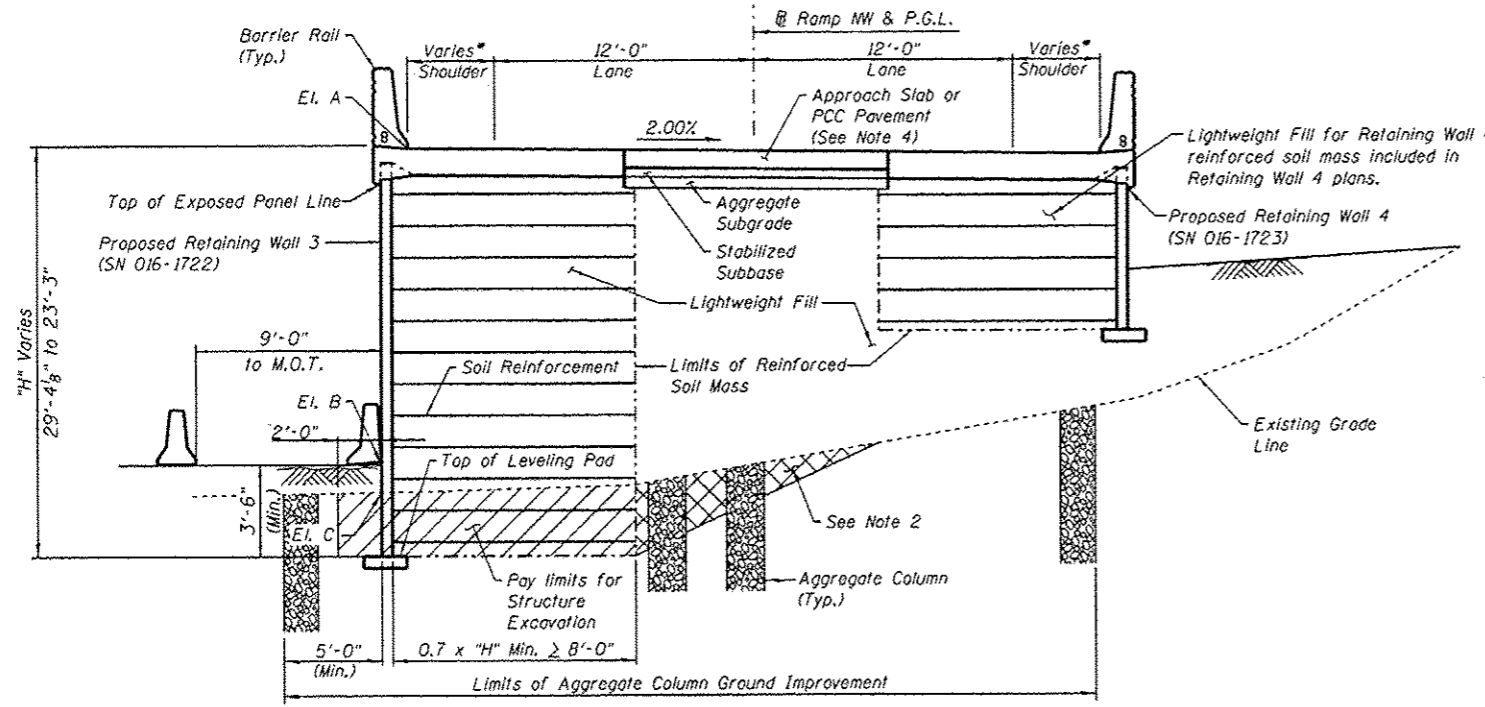 ℄ Ramp NW & P.G.L.
Barrier Rail
(Typ.)
Varies*
Shoulder
12'-0"
Lane
12'-0"
Lane
Varies*
Shoulder
El. A
Approach Slab or
PCC Pavement
(See Note 4)
2.00%
8
8
Lightweight Fill for Retaining Wall 4
reinforced soil mass included in
Retaining Wall 4 plans.
Top of Exposed Panel Line
Aggregate
Subgrade
Proposed Retaining Wall 4
(SN 016-1723)
Proposed Retaining Wall 3
(SN 016-1722)
Stabilized
Subbase
Lightweight Fill
"H" Varies
29'-4⅛" to 23'-3"
9'-0"
to M.O.T.
Soil Reinforcement
Limits of Reinforced
Soil Mass
El. B
2'-0"
Existing Grade
Line
Top of Leveling Pad
3'-6"
(Min.)
El. C
See Note 2
Pay limits for
Structure
Excavation
Aggregate Column
(Typ.)
5'-0"
(Min.)
0.7 x "H" Min. ≥ 8'-0"
Limits of Aggregate Column Ground Improvement